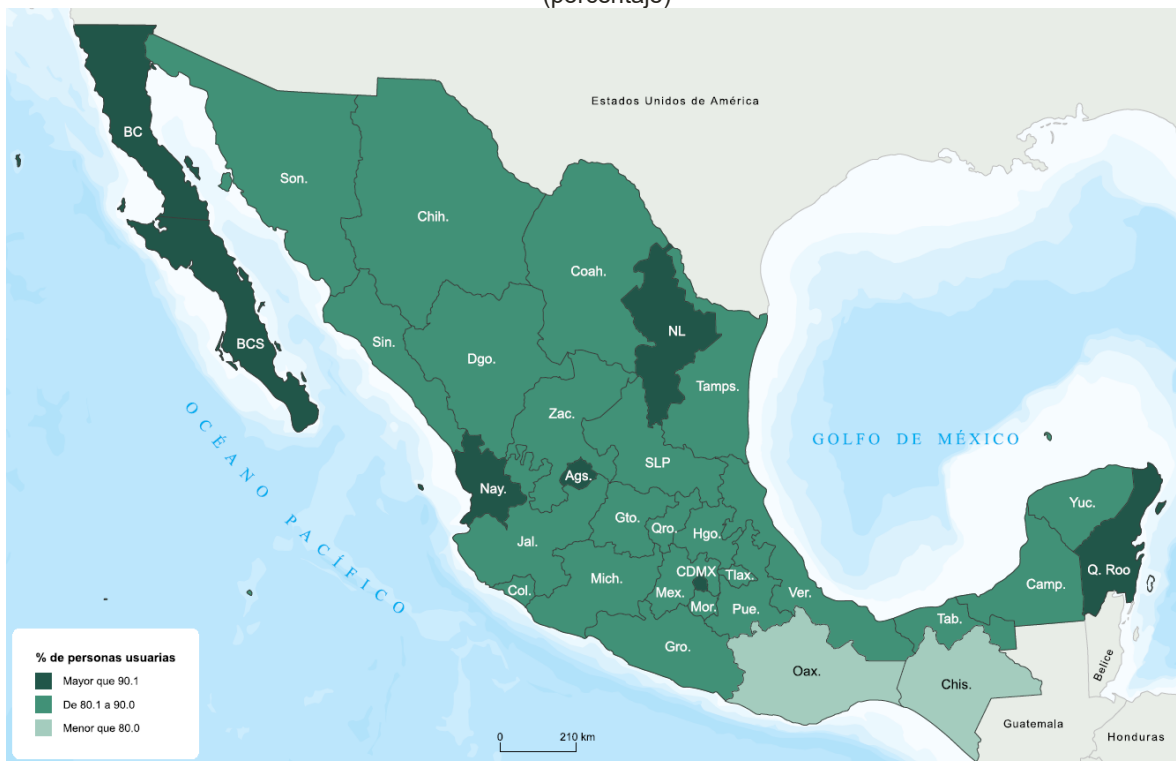 (porcentaje)
Estados Unidos de América
BC
Son.
Chih.
Coah.
NL
Sin.
BCS
Dgo.
Tamps.
Zac.
OCÉANO PACÍFICO
GOLFO DE MÉXICO
SLP
Ags.
Nay.
Yuc.
Gto.
Qro.
Hgo.
Jal.
Q. Roo
CDMX
Tlax.
Mich.
Camp.
Col.
Mex.
Ver.
Mor.
Pue.
Tab.
Gro.
Belice
Oax.
Chis.
Guatemala
Honduras
% de personas usuarias
Mayor que 90.1
De 80.1 a 90.0
Menor que 80.0
0 210 km